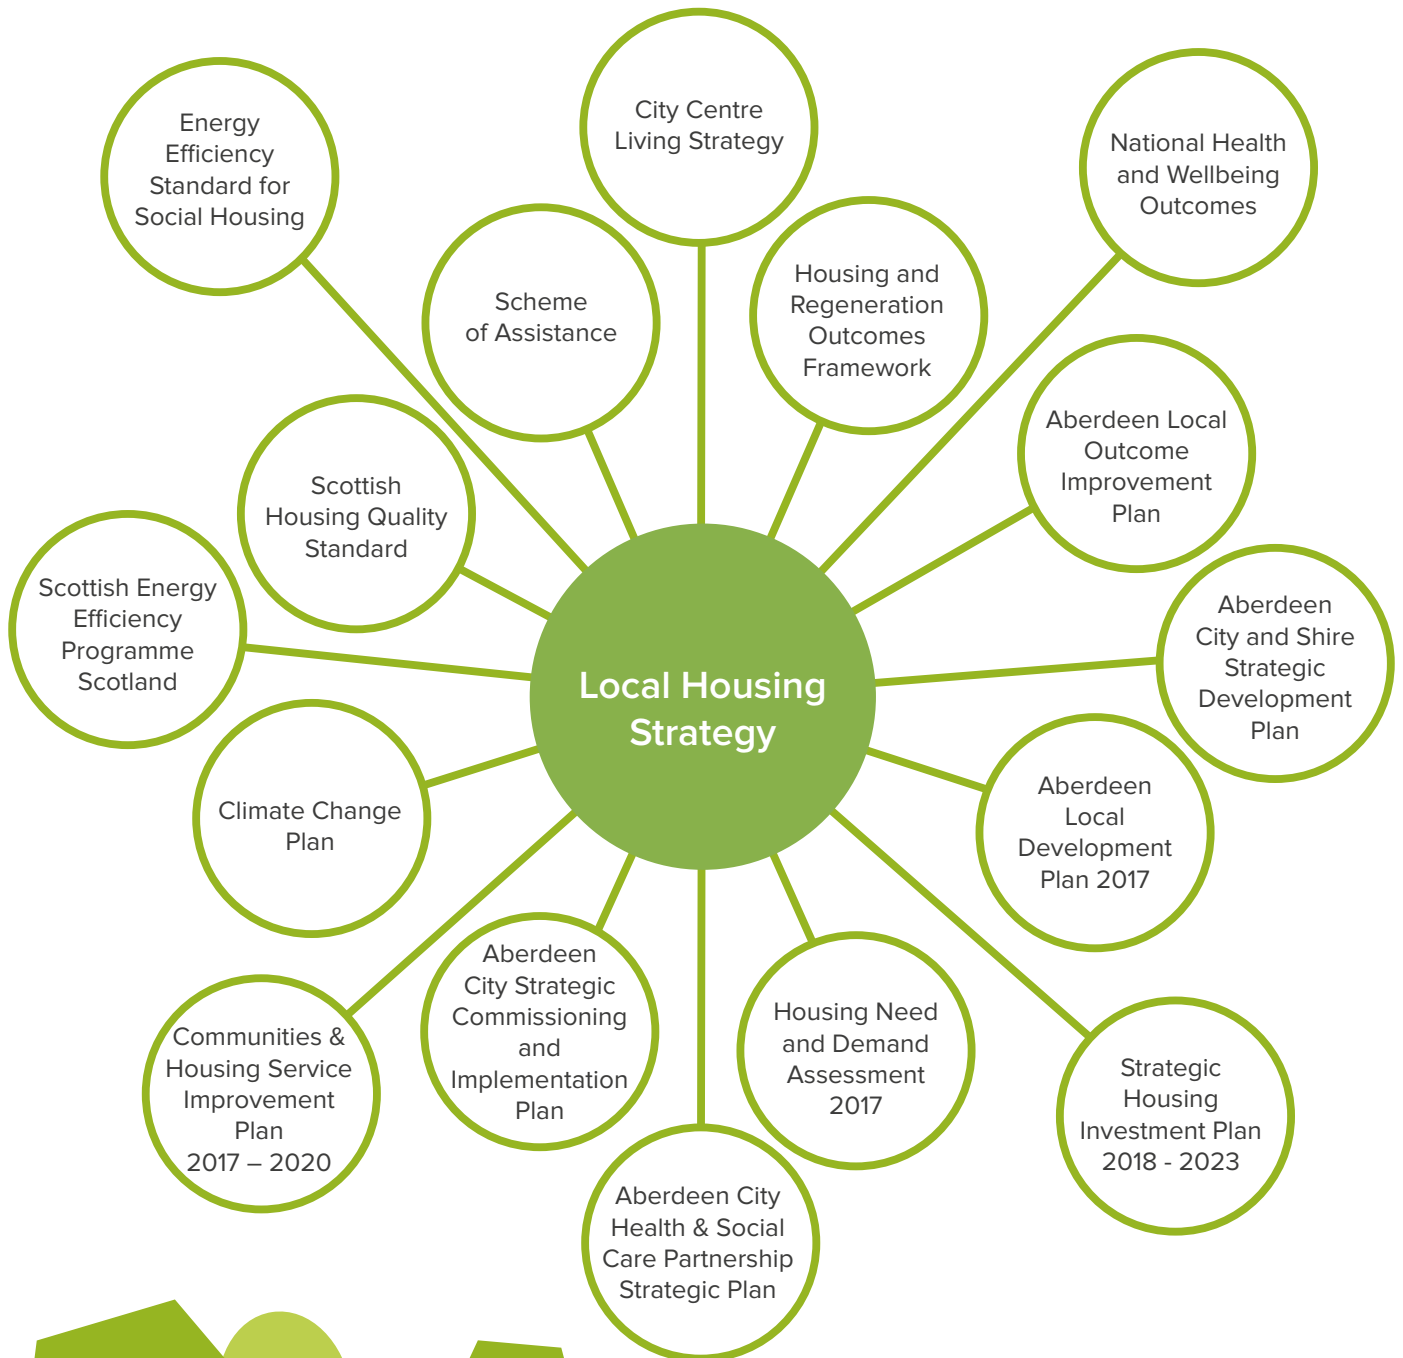 City Centre
Living Strategy
Energy
Efficiency
Standard for
Social Housing
National Health
and Wellbeing
Outcomes
Scheme
of Assistance
Housing and
Regeneration
Outcomes
Framework
Aberdeen Local
Outcome
Improvement
Plan
Scottish
Housing Quality
Standard
Scottish Energy
Efficiency
Programme
Scotland
Aberdeen
City and Shire
Strategic
Development
Plan
Local Housing
Strategy
Climate Change
Plan
Aberdeen
Local
Development
Plan 2017
Communities &
Housing Service
Improvement
Plan
2017 – 2020
Aberdeen
City Strategic
Commissioning
and
Implementation
Plan
Housing Need
and Demand
Assessment
2017
Strategic
Housing
Investment Plan
2018 - 2023
Aberdeen City
Health & Social
Care Partnership
Strategic Plan